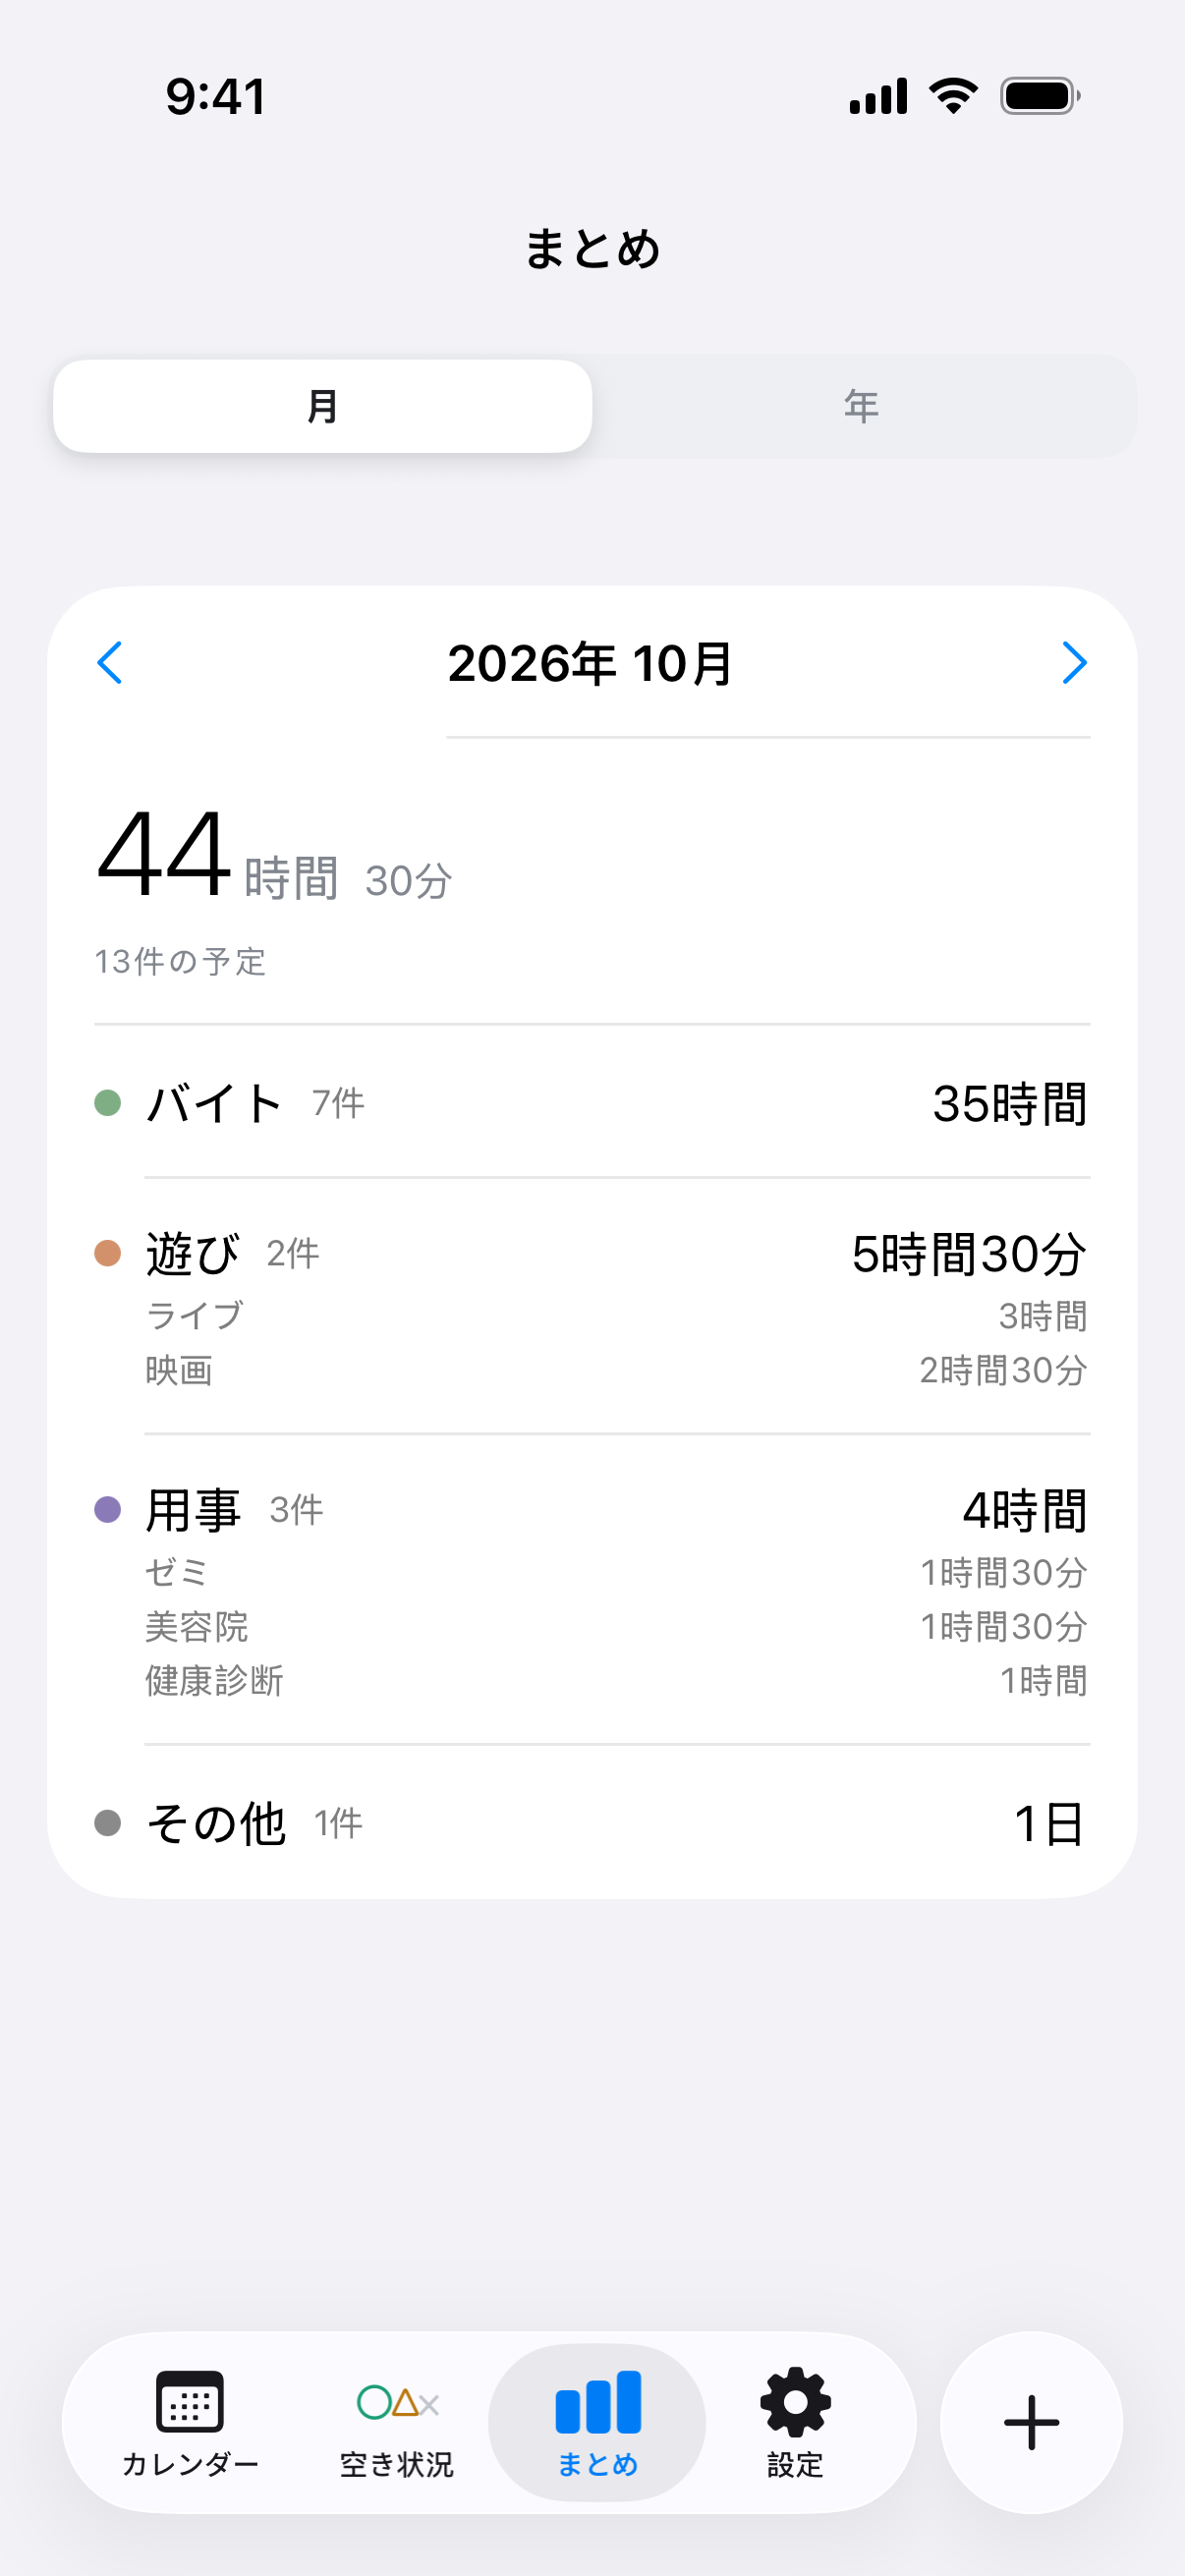 9:41
まとめ
月 年
2026年 10月
44時間 30分
13件の予定
バイト 7件 35時間
遊び 2件 5時間30分
ライブ 3時間
映画 2時間30分
用事 3件 4時間
ゼミ 1時間30分
美容院 1時間30分
健康診断 1時間
その他 1件 1日
カレンダー 空き状況 まとめ 設定